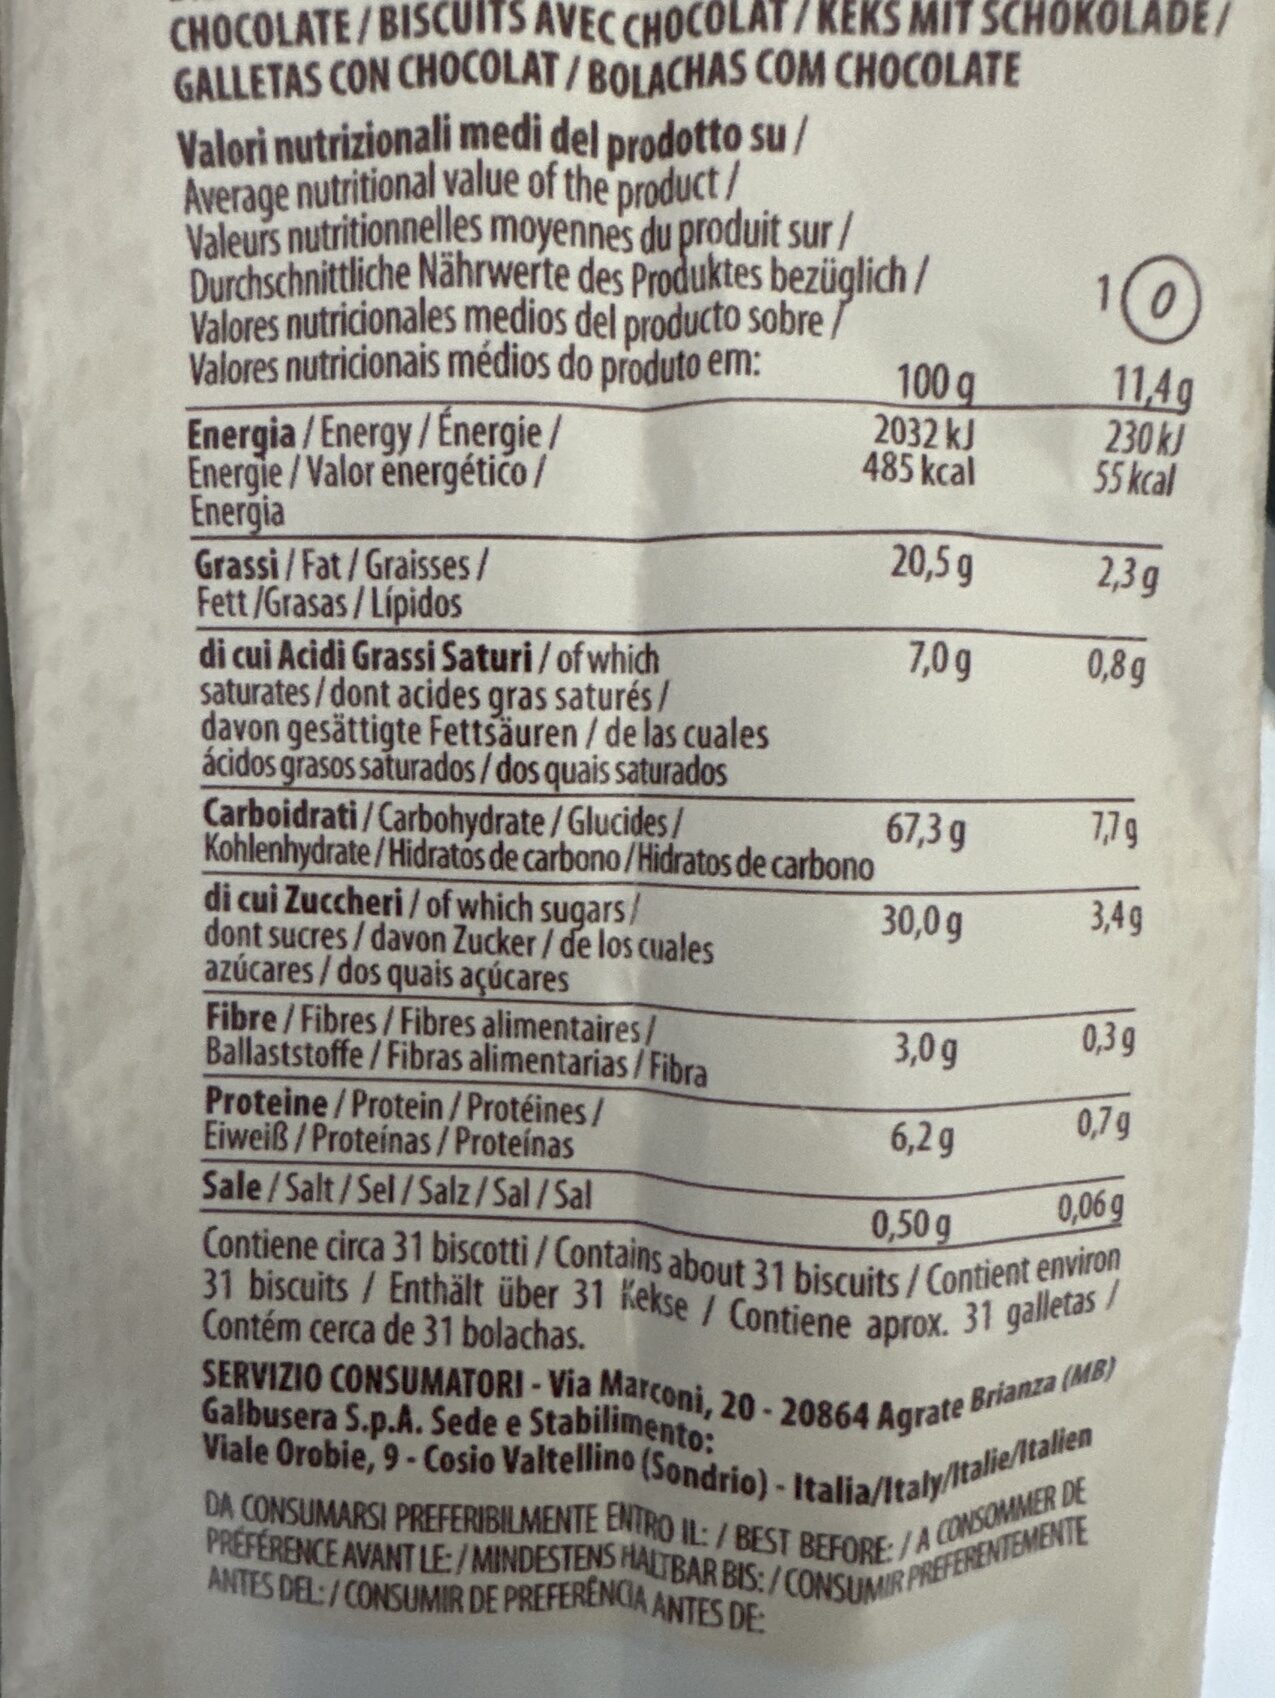 CHOCOLATE / BISCUITS AVEC CHOCOLAT / KEKS MIT SCHOKOLADE /
GALLETAS CON CHOCOLAT / BOLACHAS COM CHOCOLATE
Valori nutrizionali medi del prodotto su /
Average nutritional value of the product /
Valeurs nutritionnelles moyennes du produit sur /
Durchschnittliche Nährwerte des Produktes bezüglich /
Valores nutricionales medios del producto sobre /
Valores nutricionais médios do produto em:
100 g
1 0
11,4 g
Energia / Energy / Énergie / 2032 kJ 230 kJ
Energie / Valor energético / 485 kcal 55 kcal
Energia
Grassi / Fat / Graisses / 20,5 g 2,3 g
Fett /Grasas / Lípidos
di cui Acidi Grassi Saturi / of which 7,0 g 0,8 g
saturates / dont acides gras saturés /
davon gesättigte Fettsäuren / de las cuales
ácidos grasos saturados / dos quais saturados
Carboidrati / Carbohydrate / Glucides / 67,3 g 7,7 g
Kohlenhydrate / Hidratos de carbono / Hidratos de carbono
di cui Zuccheri / of which sugars / 30,0 g 3,4 g
dont sucres / davon Zucker / de los cuales
azúcares / dos quais açúcares
Fibre / Fibres / Fibres alimentaires / 3,0 g 0,3 g
Ballaststoffe / Fibras alimentarias / Fibra
Proteine / Protein / Protéines / 6,2 g 0,7 g
Eiweiß / Proteínas / Proteínas
Sale / Salt / Sel / Salz / Sal / Sal 0,50 g 0,06 g
Contiene circa 31 biscotti / Contains about 31 biscuits / Contient environ
31 biscuits / Enthält über 31 Kekse / Contiene aprox. 31 galletas /
Contém cerca de 31 bolachas.
SERVIZIO CONSUMATORI - Via Marconi, 20 - 20864 Agrate Brianza (MB)
Galbusera S.p.A. Sede e Stabilimento:
Viale Orobie, 9 - Cosio Valtellino (Sondrio) - Italia/Italy/Italie/Italien
DA CONSUMARSI PREFERIBILMENTE ENTRO IL: / BEST BEFORE: / A CONSOMMER DE
PRÉFÉRENCE AVANT LE: / MINDESTENS HALTBAR BIS: / CONSUMIR PREFERENTEMENTE
ANTES DEL: / CONSUMIR DE PREFERÊNCIA ANTES DE: